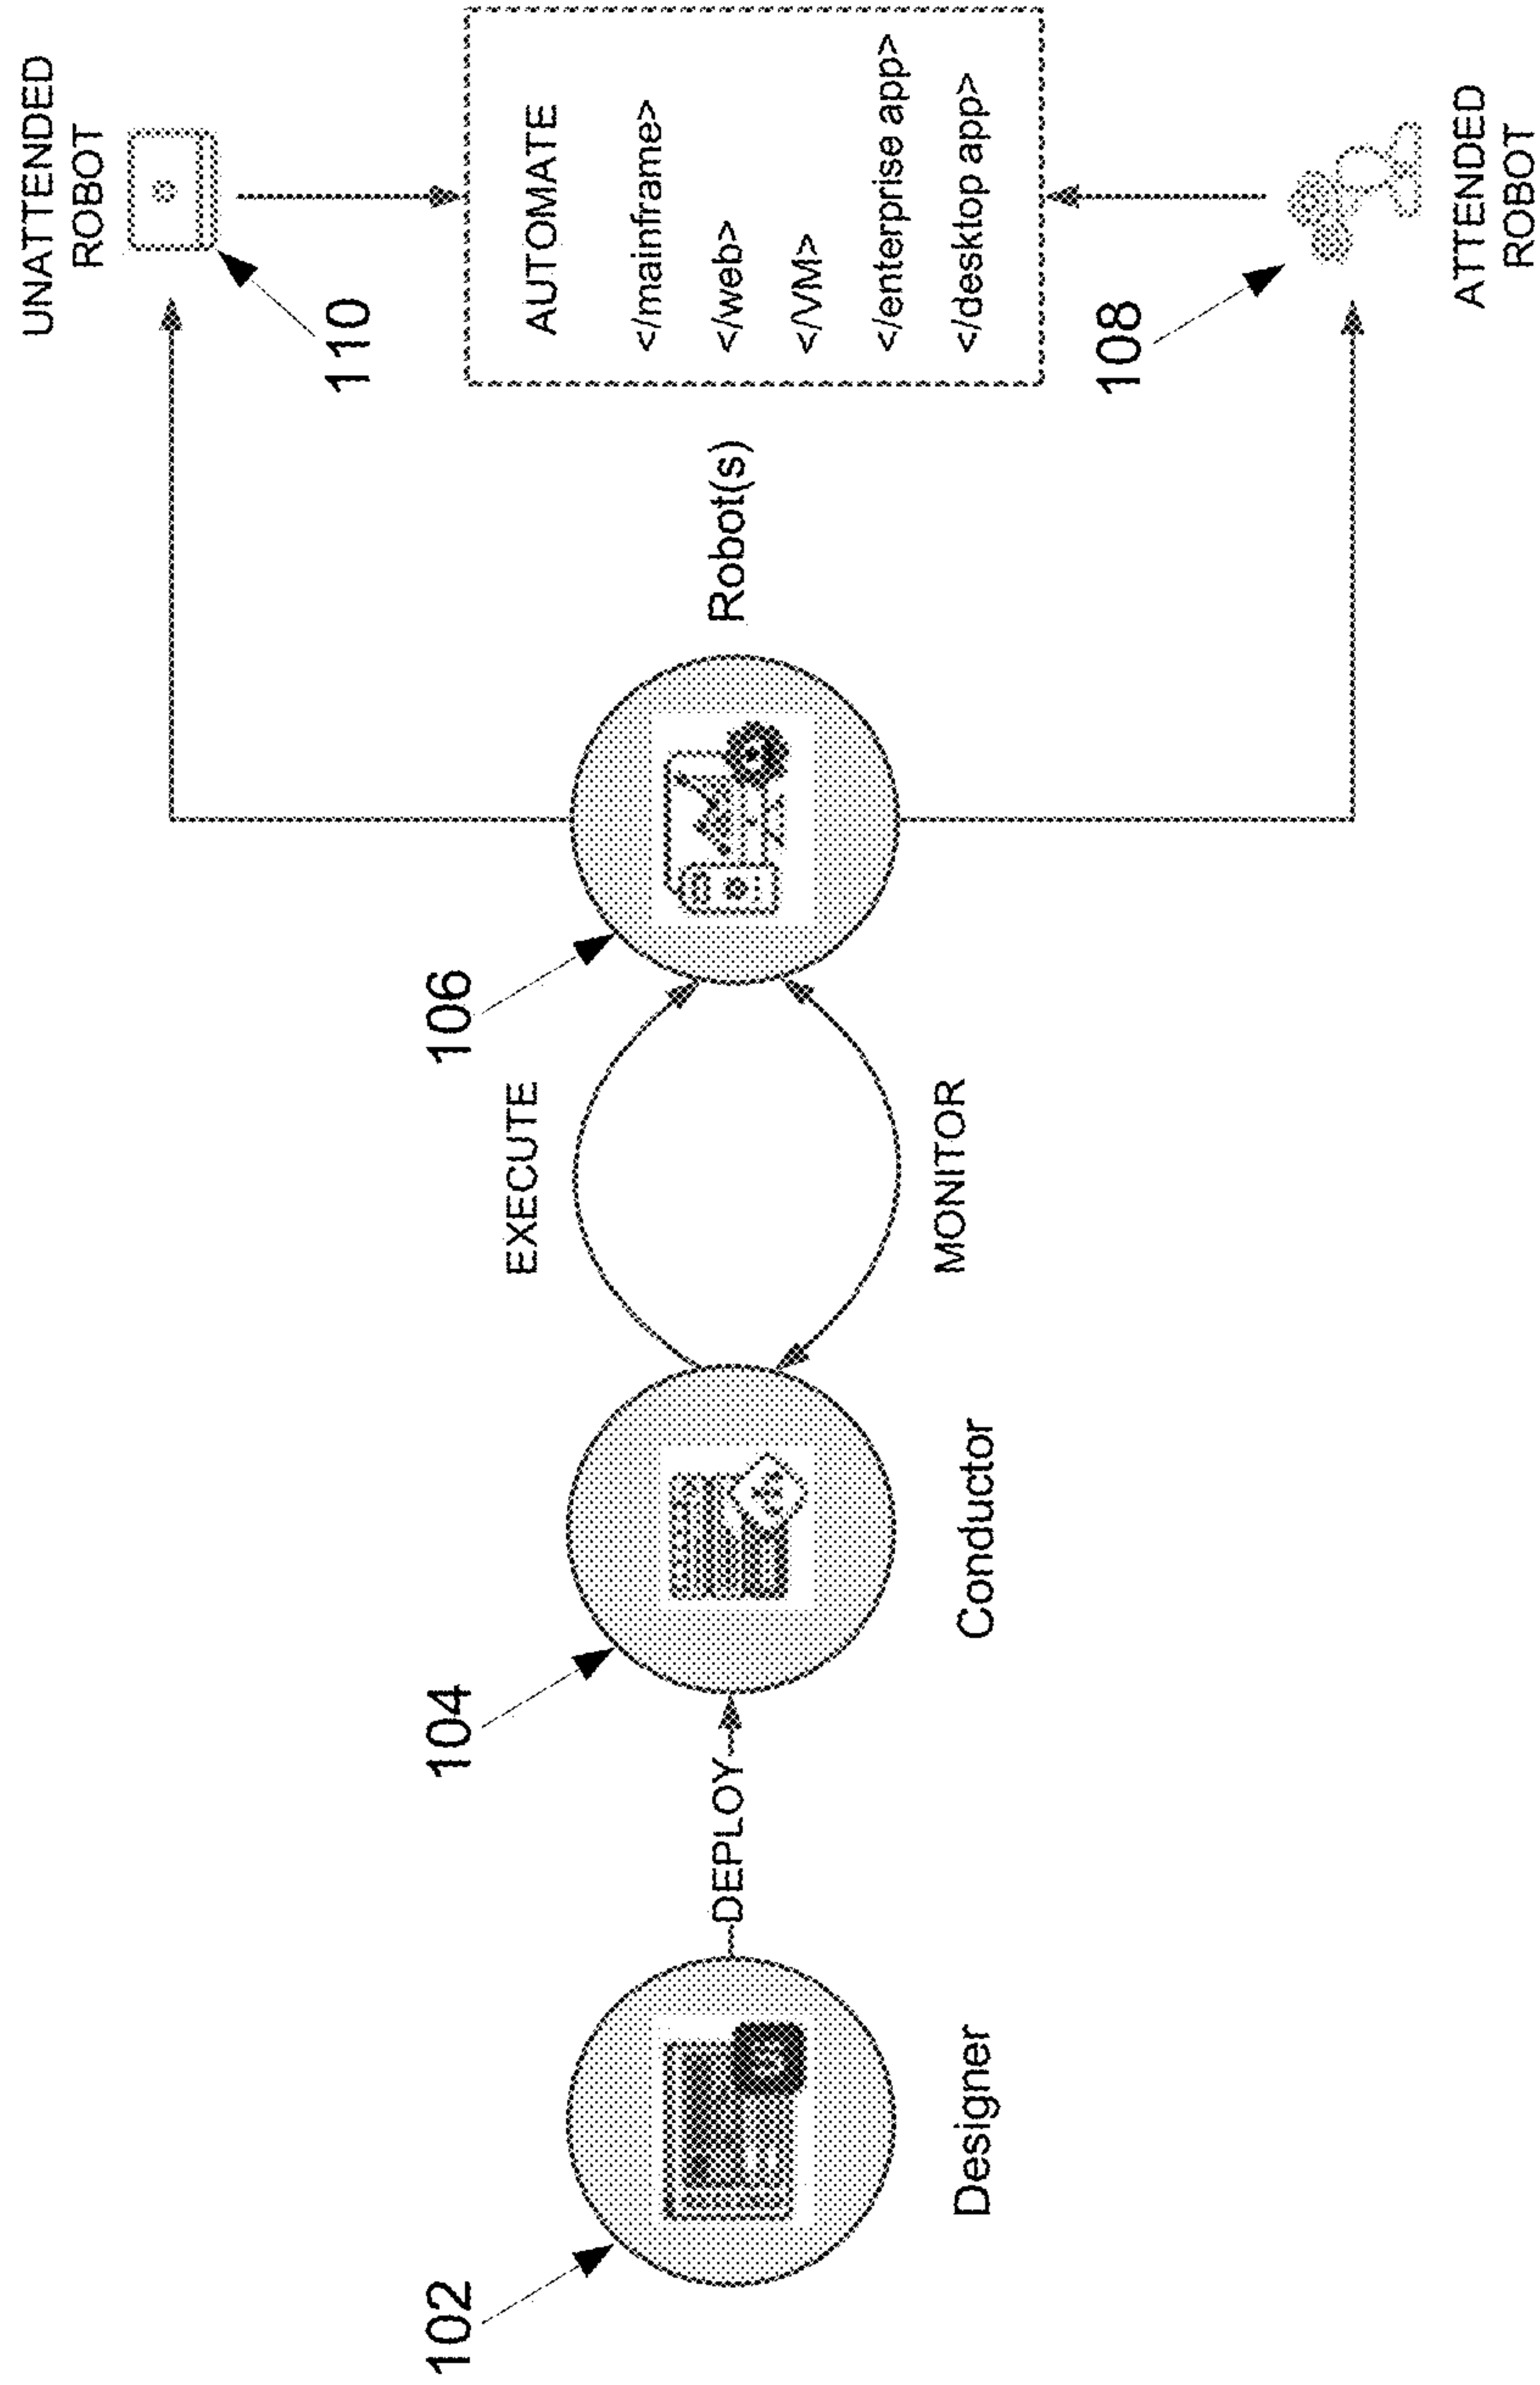 UNATTENDED
ROBOT
110
106
104
102
EXECUTE
AUTOMATE
</mainframe>
</web>
</VM>
</enterprise app>
</desktop app>
DEPLOY
Robot(s)
MONITOR
Designer
Conductor
108
ATTENDED
ROBOT